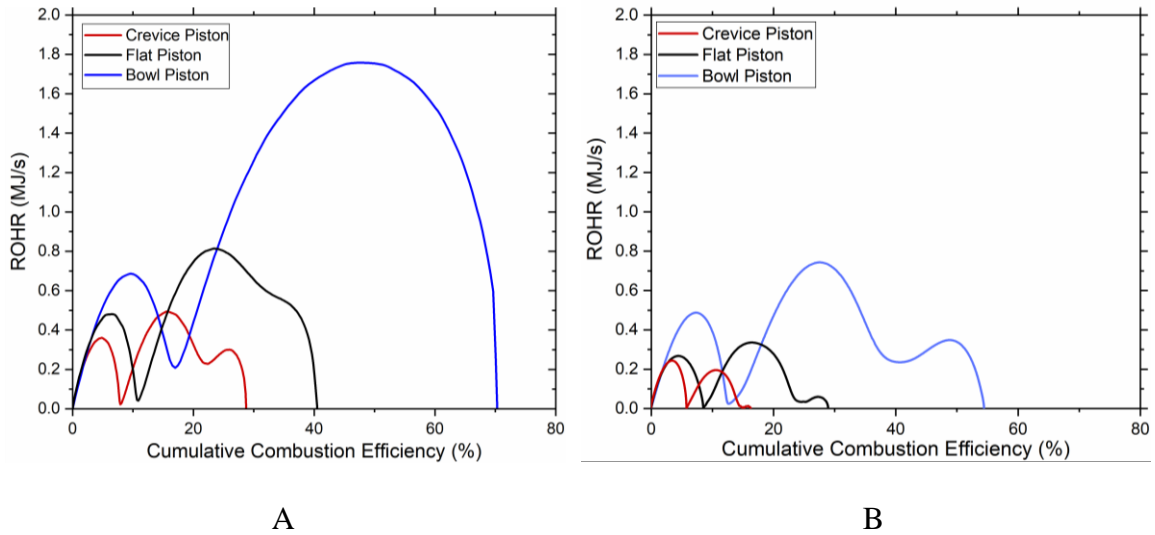 2.0
1.8
1.6
1.4
1.2
1.0
0.8
0.6
0.4
0.2
0.0
ROHR (MJ/s)
Crevice Piston
Flat Piston
Bowl Piston
0 20 40 60 80
Cumulative Combustion Efficiency (%)
A
2.0
1.8
1.6
1.4
1.2
1.0
0.8
0.6
0.4
0.2
0.0
ROHR (MJ/s)
Crevice Piston
Flat Piston
Bowl Piston
0 20 40 60 80
Cumulative Combustion Efficiency (%)
B